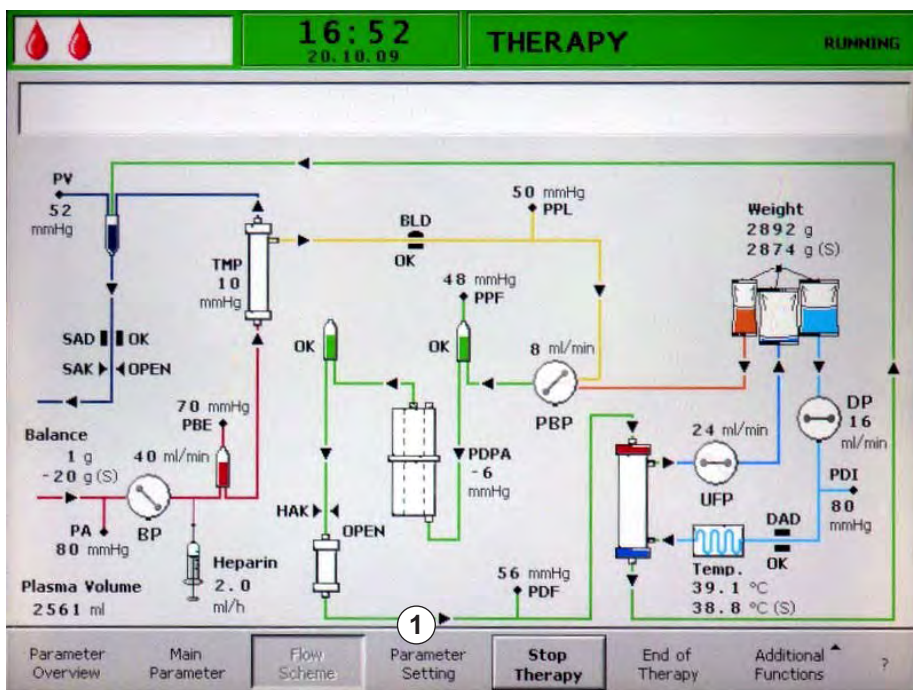 16:52
20.10.09
THERAPY
RUNNING
PV
52
mmHg
TMP
10
mmHg
BLD
OK
50 mmHg
PPL
Weight
2892 g
2874 g (S)
48 mmHg
PPF
SAD OK
SAK OPEN
OK
OK
8 ml/min
PBP
70 mmHg
PBE
Balance
1 g
-20 g (S)
40 ml/min
BP
PA
80 mmHg
PDPA
-6
mmHg
24 ml/min
UFP
DP
16
ml/min
PDI
80
mmHg
HAK
OPEN
DAD
OK
Heparin
2.0
ml/h
56 mmHg
PDF
Temp.
39.1 °C
38.8 °C (S)
Plasma Volume
2561 ml
1
Parameter
Overview
Main
Parameter
Flow
Scheme
Parameter
Setting
Stop
Therapy
End of
Therapy
Additional
Functions
?